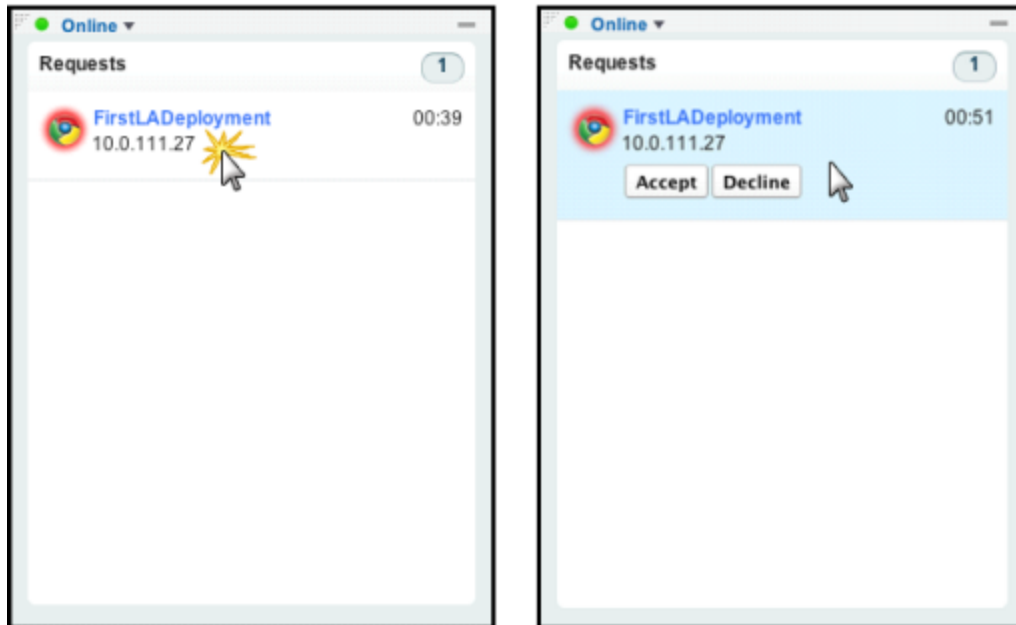 Online
Requests
1
FirstLADeployment
00:39
10.0.111.27
Online
Requests
1
FirstLADeployment
00:51
10.0.111.27
Accept Decline